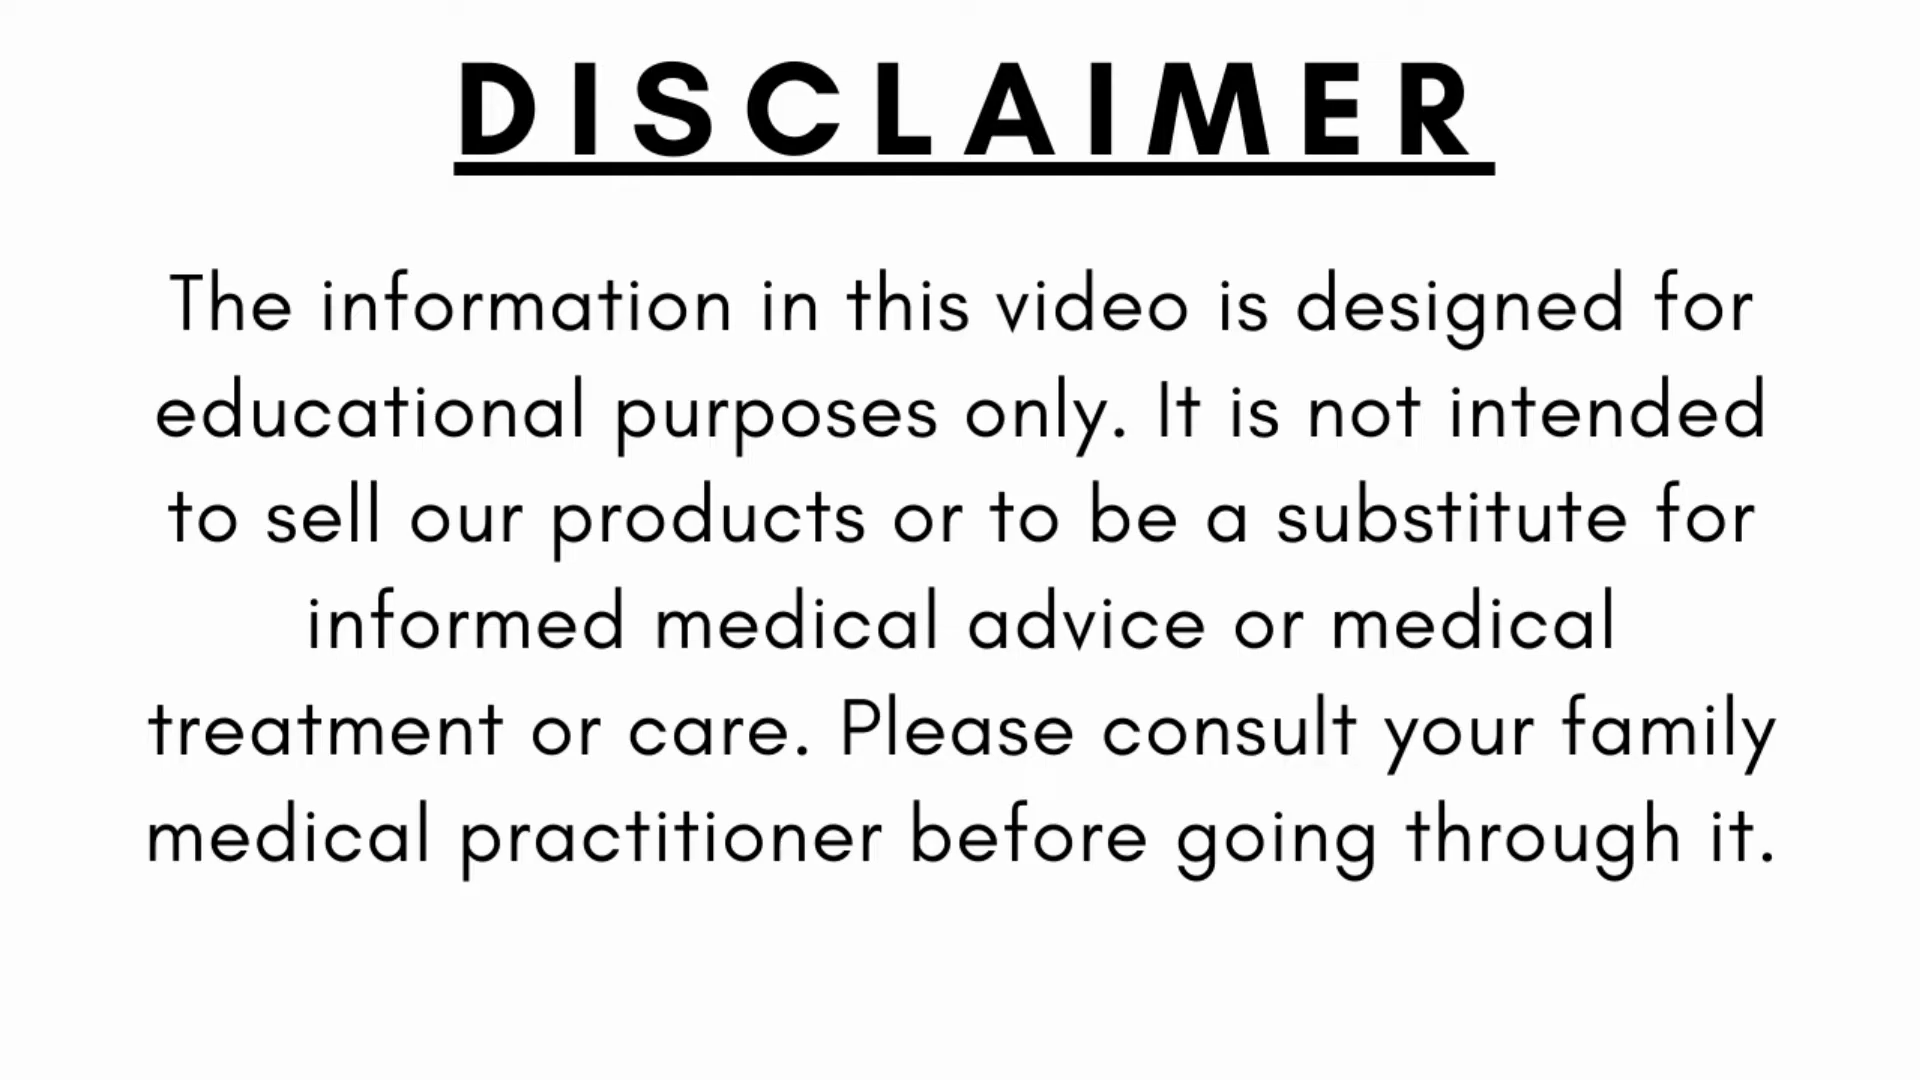 DISCLAIMER
The information in this video is designed for
educational purposes only. It is not intended
to sell our products or to be a substitute for
informed medical advice or medical
treatment or care. Please consult your family
medical practitioner before going through it.